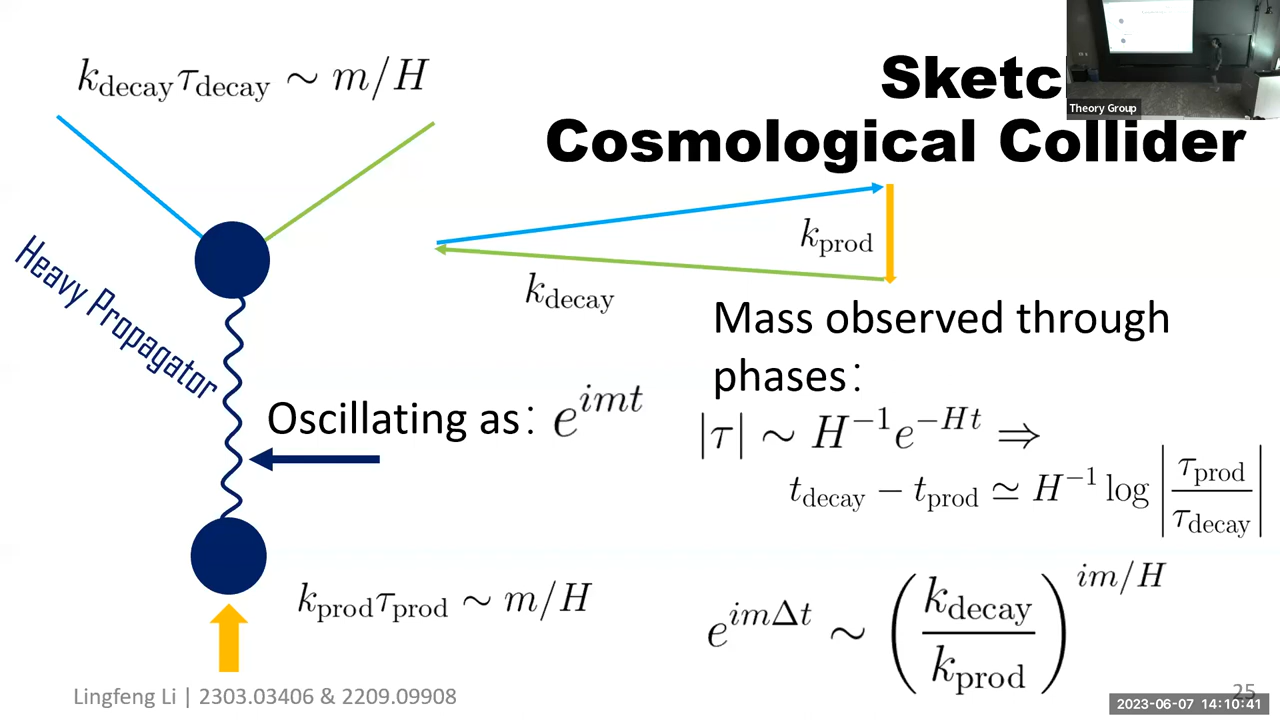 k_decay τ_decay ∼ m/H
Sketc
Theory Group
Cosmological Collider
k_prod
k_decay
Heavy Propagator
Mass observed through
phases：
Oscillating as： e^{imt}
|τ| ∼ H^{-1}e^{-Ht} ⇒
t_decay − t_prod ≃ H^{-1} log |τ_prod / τ_decay|
k_prod τ_prod ∼ m/H
e^{imΔt} ∼ (k_decay / k_prod)^{im/H}
Lingfeng Li | 2303.03406 & 2209.09908
25
2023-06-07 14:10:41